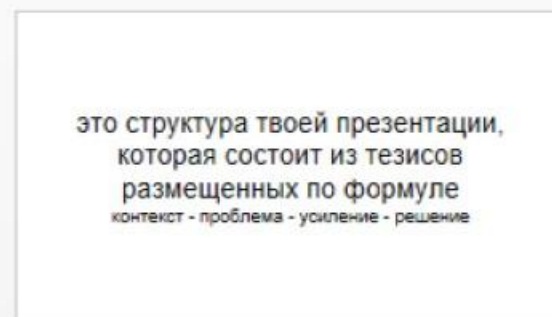 это структура твоей презентации,
которая состоит из тезисов
размещенных по формуле
контекст - проблема - усиление - решение